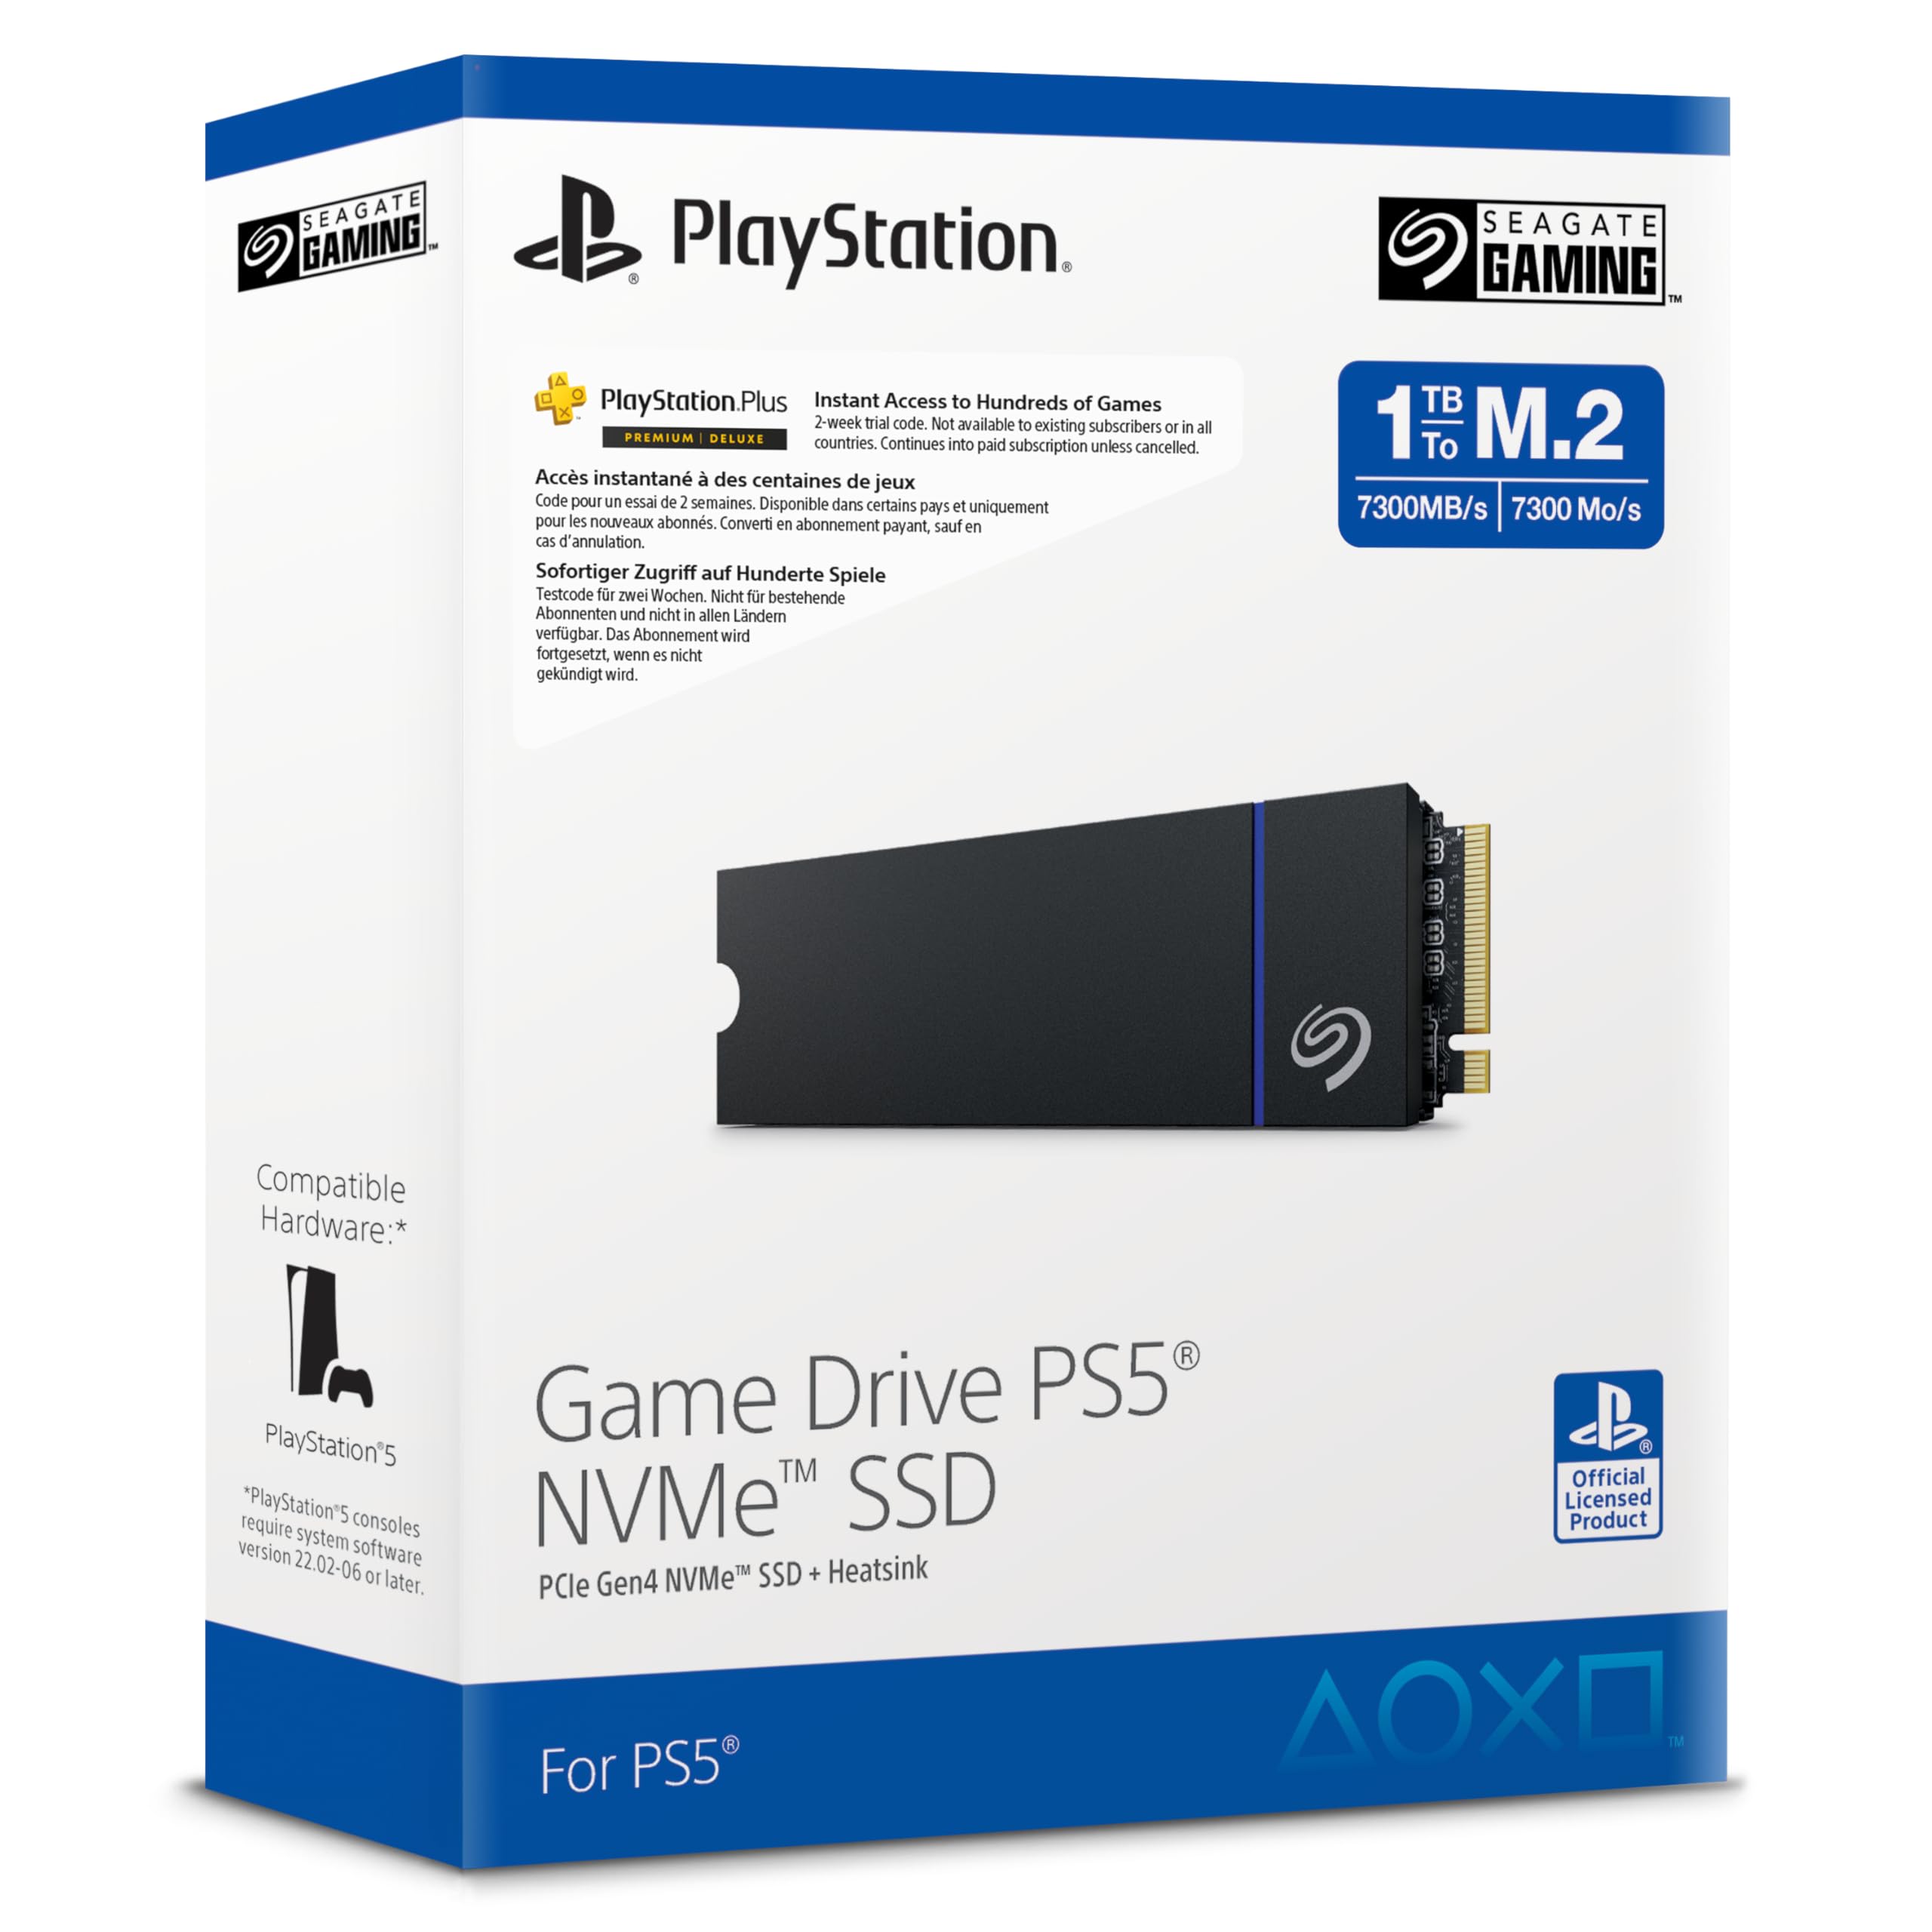 SEAGATE
GAMING™
PlayStation®
SEAGATE
GAMING™
PlayStation.Plus
PREMIUM | DELUXE
Instant Access to Hundreds of Games
2-week trial code. Not available to existing subscribers or in all
countries. Continues into paid subscription unless cancelled.
Accès instantané à des centaines de jeux
Code pour un essai de 2 semaines. Disponible dans certains pays et uniquement
pour les nouveaux abonnés. Converti en abonnement payant, sauf en
cas d'annulation.
Sofortiger Zugriff auf Hunderte Spiele
Testcode für zwei Wochen. Nicht für bestehende
Abonnenten und nicht in allen Ländern
verfügbar. Das Abonnement wird
fortgesetzt, wenn es nicht
gekündigt wird.
1 TB To M.2
7300MB/s | 7300 Mo/s
Compatible
Hardware:*
PlayStation®5
*PlayStation®5 consoles
require system software
version 22.02-06 or later.
Game Drive PS5®
NVMe™ SSD
PCIe Gen4 NVMe™ SSD + Heatsink
®
Official
Licensed
Product
For PS5®
™